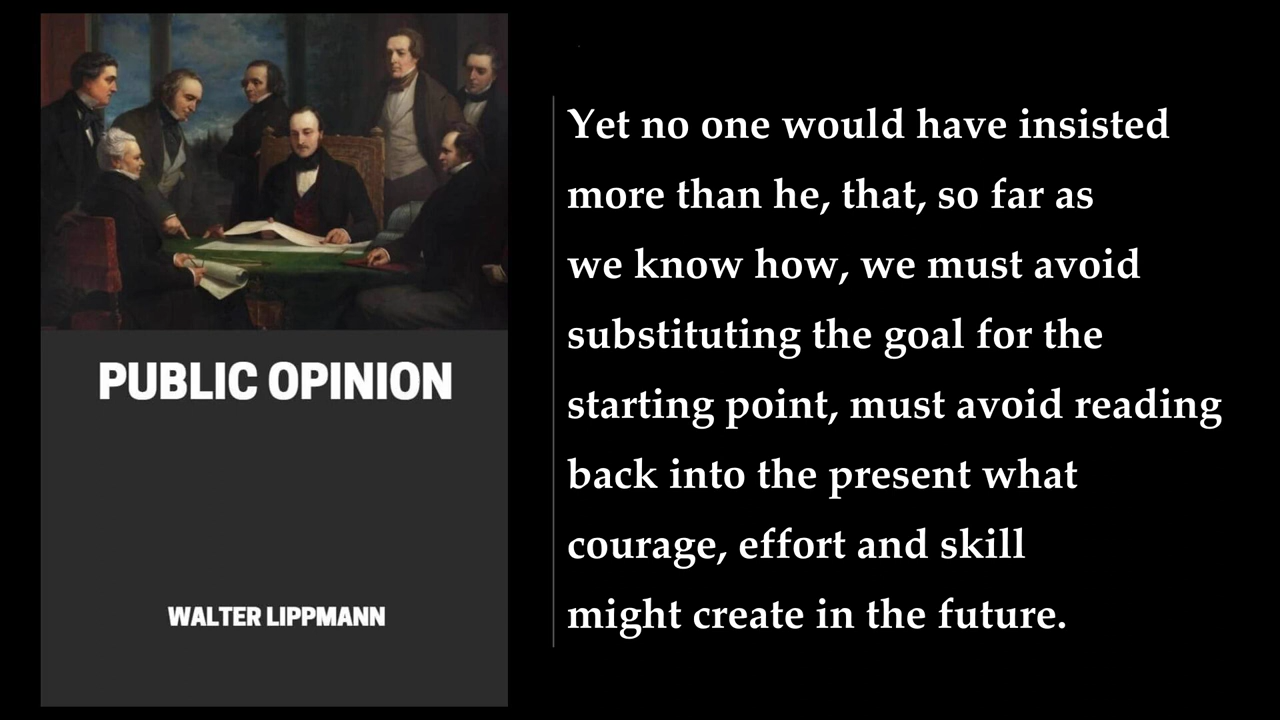 PUBLIC OPINION
WALTER LIPPMANN
Yet no one would have insisted
more than he, that, so far as
we know how, we must avoid
substituting the goal for the
starting point, must avoid reading
back into the present what
courage, effort and skill
might create in the future.